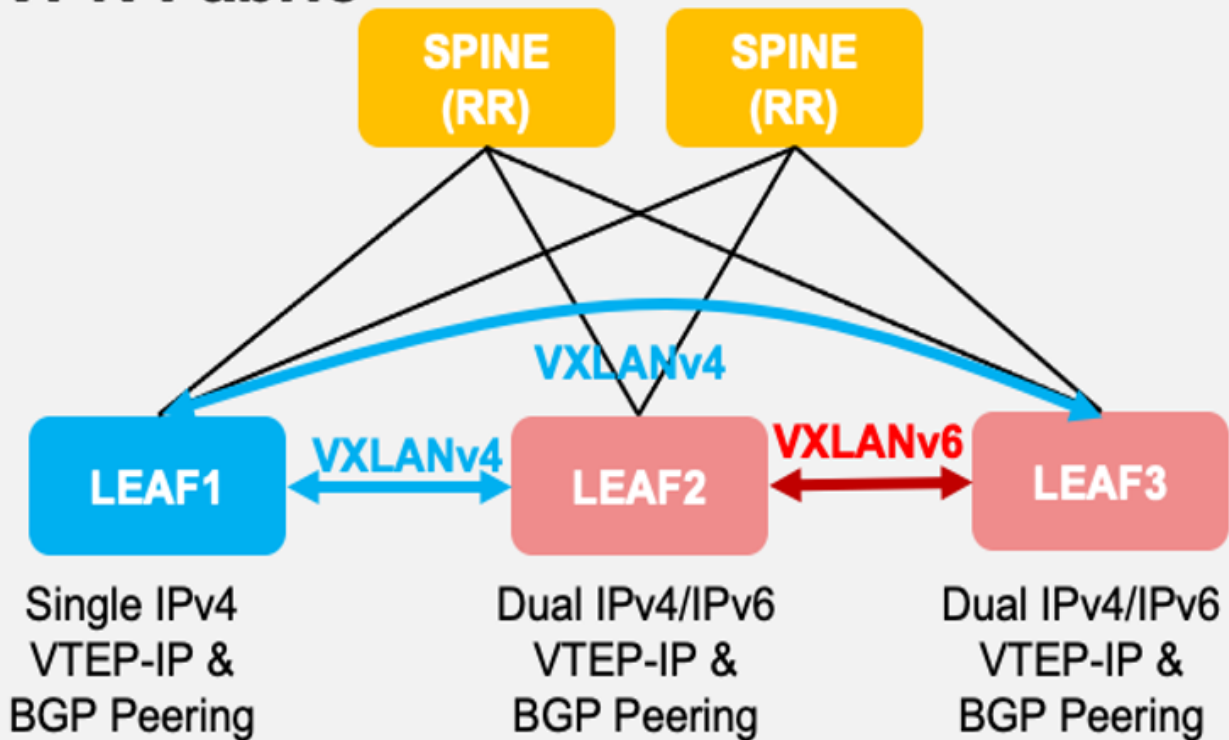 SPINE
(RR)
SPINE
(RR)
VXLANv4
VXLANv4
VXLANv6
LEAF1
LEAF2
LEAF3
Single IPv4
VTEP-IP &
BGP Peering
Dual IPv4/IPv6
VTEP-IP &
BGP Peering
Dual IPv4/IPv6
VTEP-IP &
BGP Peering